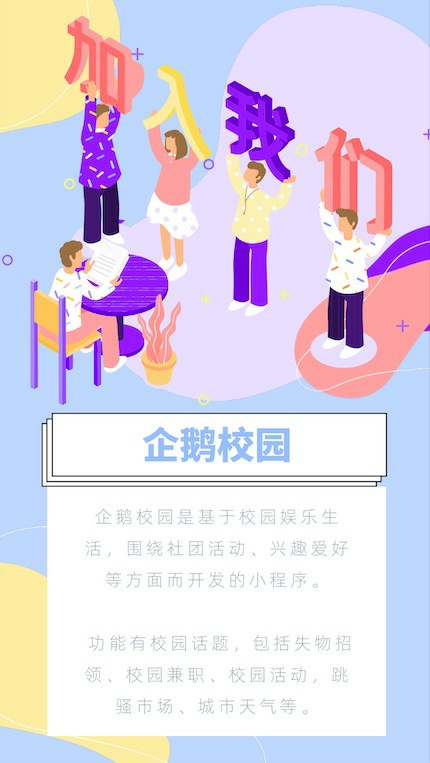 加入我们
企鹅校园
企鹅校园是基于校园娱乐生
活，围绕社团活动、兴趣爱好
等方面而开发的小程序。
功能有校园话题，包括失物招
领、校园兼职、校园活动，跳
骚市场、城市天气等。